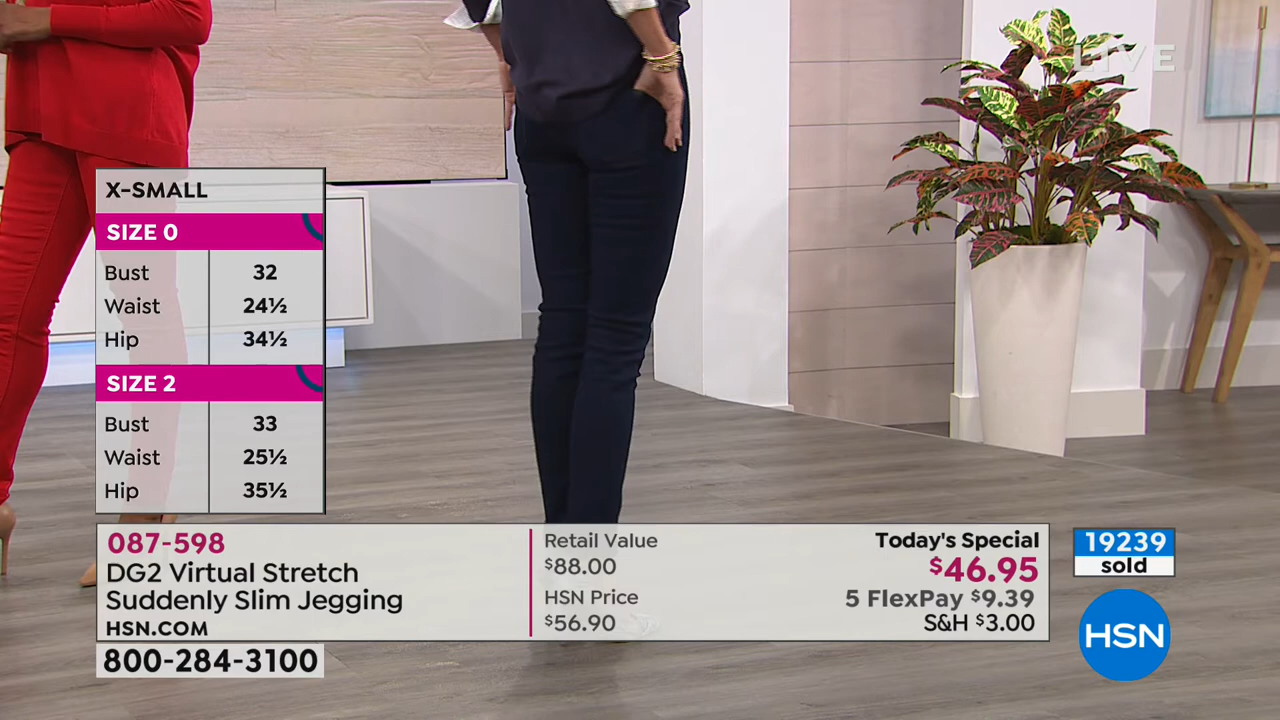 LIVE
X-SMALL
SIZE 0
Bust 32
Waist 24½
Hip 34½
SIZE 2
Bust 33
Waist 25½
Hip 35½
087-598
DG2 Virtual Stretch
Suddenly Slim Jegging
HSN.COM
Retail Value
$88.00
HSN Price
$56.90
Today's Special
$46.95
5 FlexPay $9.39
S&H $3.00
19239
sold
HSN
800-284-3100